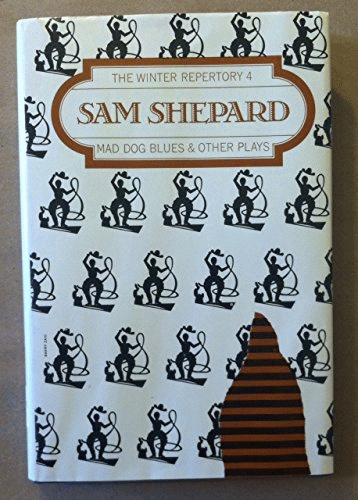 THE WINTER REPERTORY 4
SAM SHEPARD
MAD DOG BLUES & OTHER PLAYS